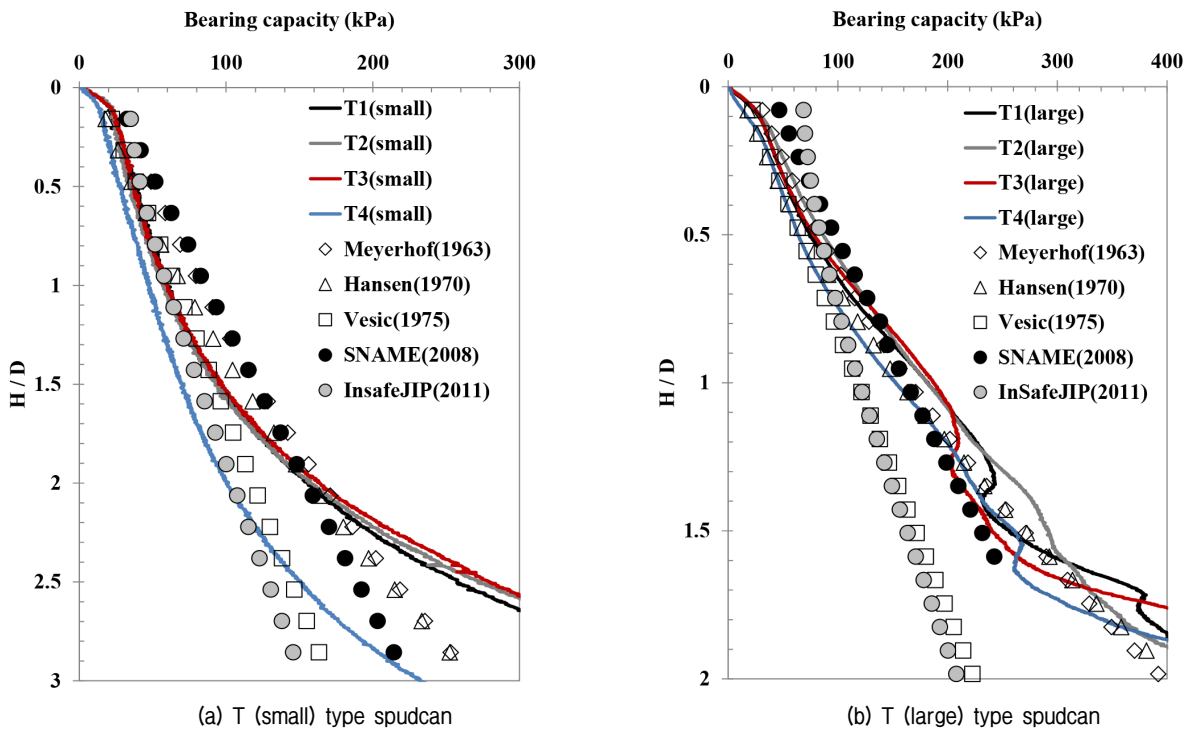 Bearing capacity (kPa)
0 100 200 300
0
0.5
1
1.5
2
2.5
3
H / D
T1(small)
T2(small)
T3(small)
T4(small)
Meyerhof(1963)
Hansen(1970)
Vesic(1975)
SNAME(2008)
InsafeJIP(2011)
(a) T (small) type spudcan
Bearing capacity (kPa)
0 100 200 300 400
0
0.5
1
1.5
2
H / D
T1(large)
T2(large)
T3(large)
T4(large)
Meyerhof(1963)
Hansen(1970)
Vesic(1975)
SNAME(2008)
InSafeJIP(2011)
(b) T (large) type spudcan